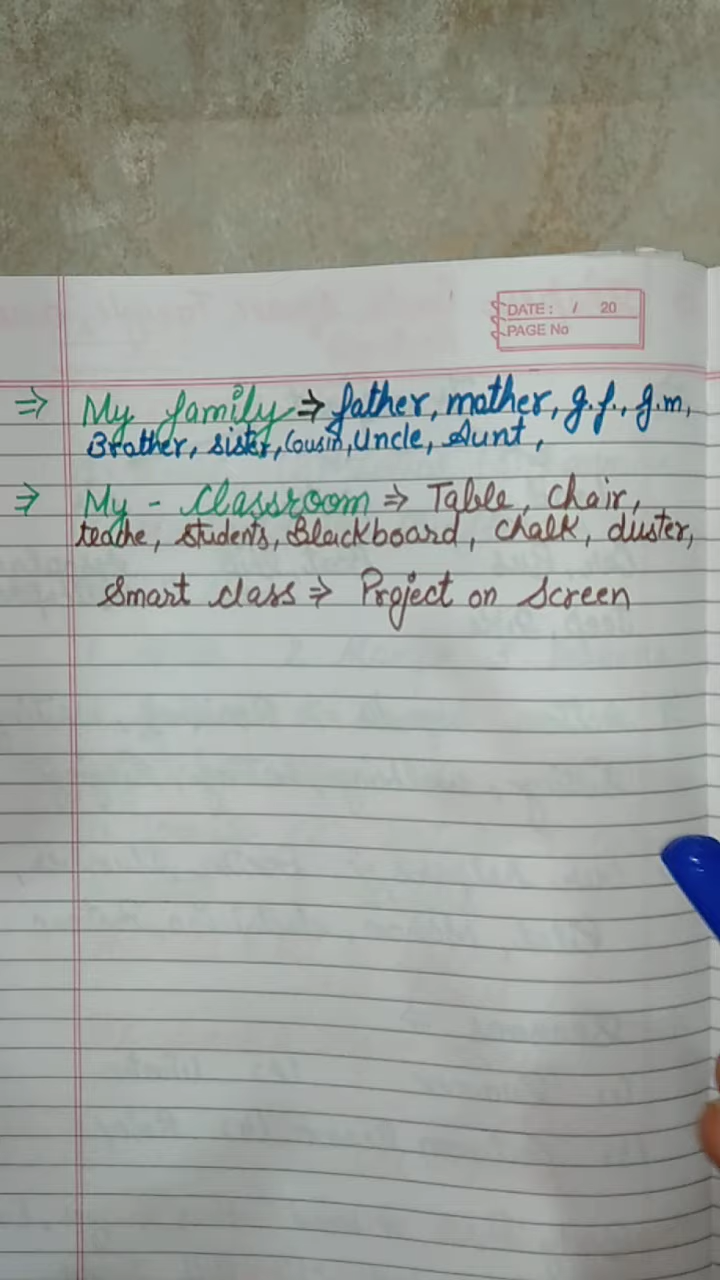 DATE: / 20
PAGE No
⇒ My family ⇒ father, mother, g.f., g.m,
Brother, sister, Cousin, Uncle, Aunt,
⇒ My - Classroom ⇒ Table, Chair,
teache, students, Blackboard, Chalk, duster,
Smart class ⇒ Project on Screen